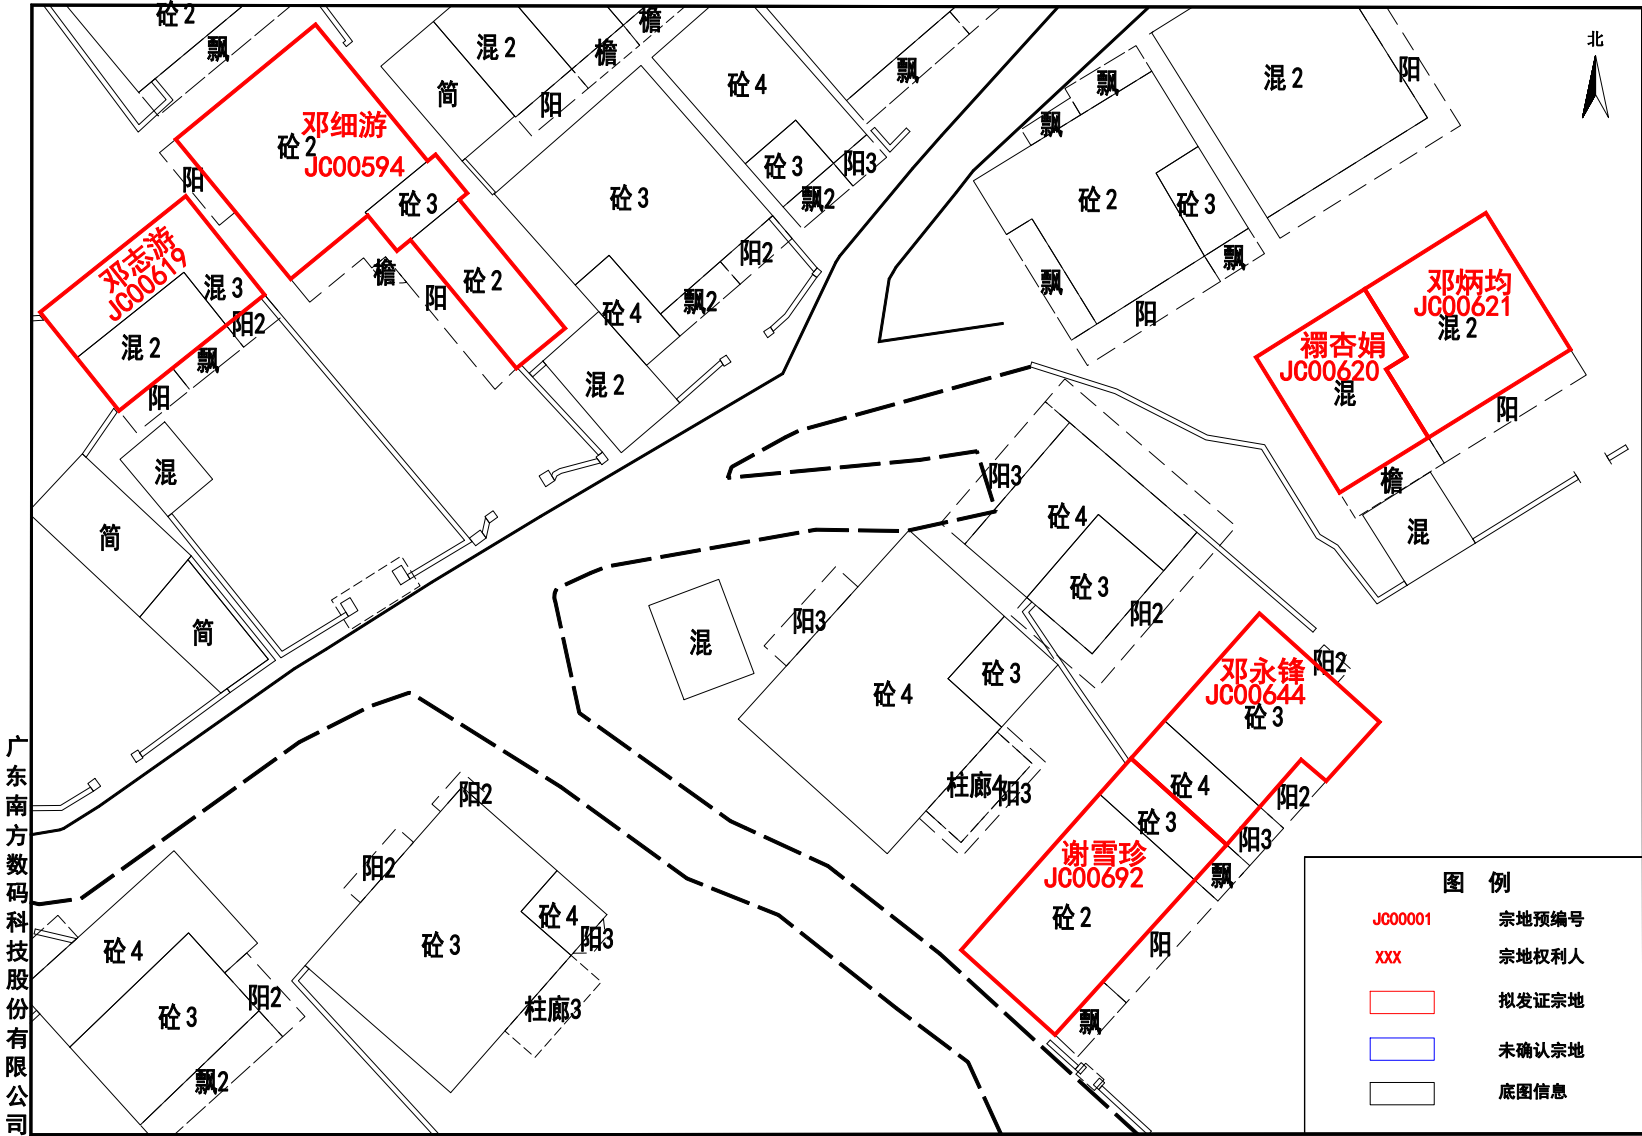 砼2
飘
混2
檐
檐
简
阳
砼4
飘
飘
飘
混2
阳
北
邓细游
砼2
JC00594
阳
砼3
砼3
砼3
阳3
飘2
砼2
砼3
飘
邓志游
JC00619
混3
混2
阳2
飘
阳
檐
阳
砼2
阳2
飘2
砼4
混2
飘
阳
邓炳均
JC00621
混2
禤杏娟
JC00620
混
阳
檐
混
混
简
简
阳3
砼4
砼3
阳2
阳3
混
砼4
砼3
柱廊4
阳3
邓永锋
JC00644
砼3
阳2
砼4
阳2
砼3
阳3
飘
谢雪珍
JC00692
砼2
阳
飘
阳2
阳2
砼3
砼4
阳3
柱廊3
砼4
砼3
阳2
飘2
广东南方数码科技股份有限公司
图 例
JC00001 宗地预编号
XXX 宗地权利人
拟发证宗地
未确认宗地
底图信息